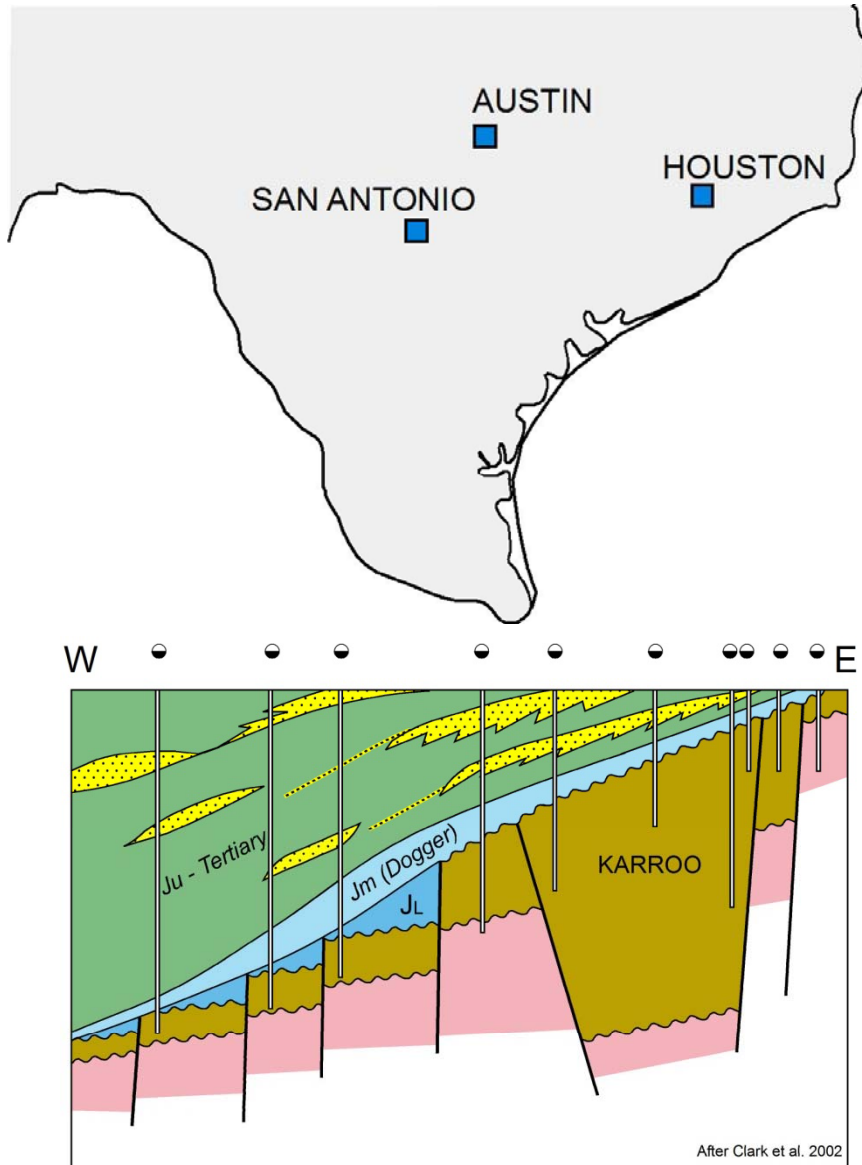 AUSTIN
HOUSTON
SAN ANTONIO
W E
Ju - Tertiary
Jm (Dogger)
JL
KARROO
After Clark et al. 2002